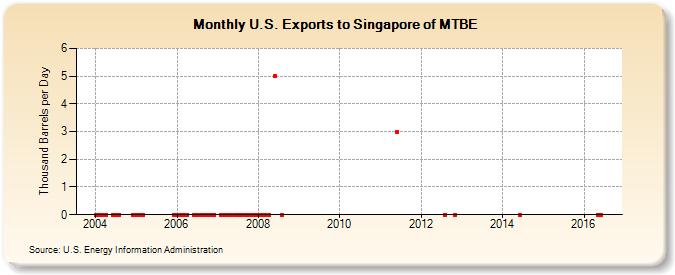 Monthly U.S. Exports to Singapore of MTBE
Thousand Barrels per Day
6
5
4
3
2
1
0
2004 2006 2008 2010 2012 2014 2016
Source: U.S. Energy Information Administration